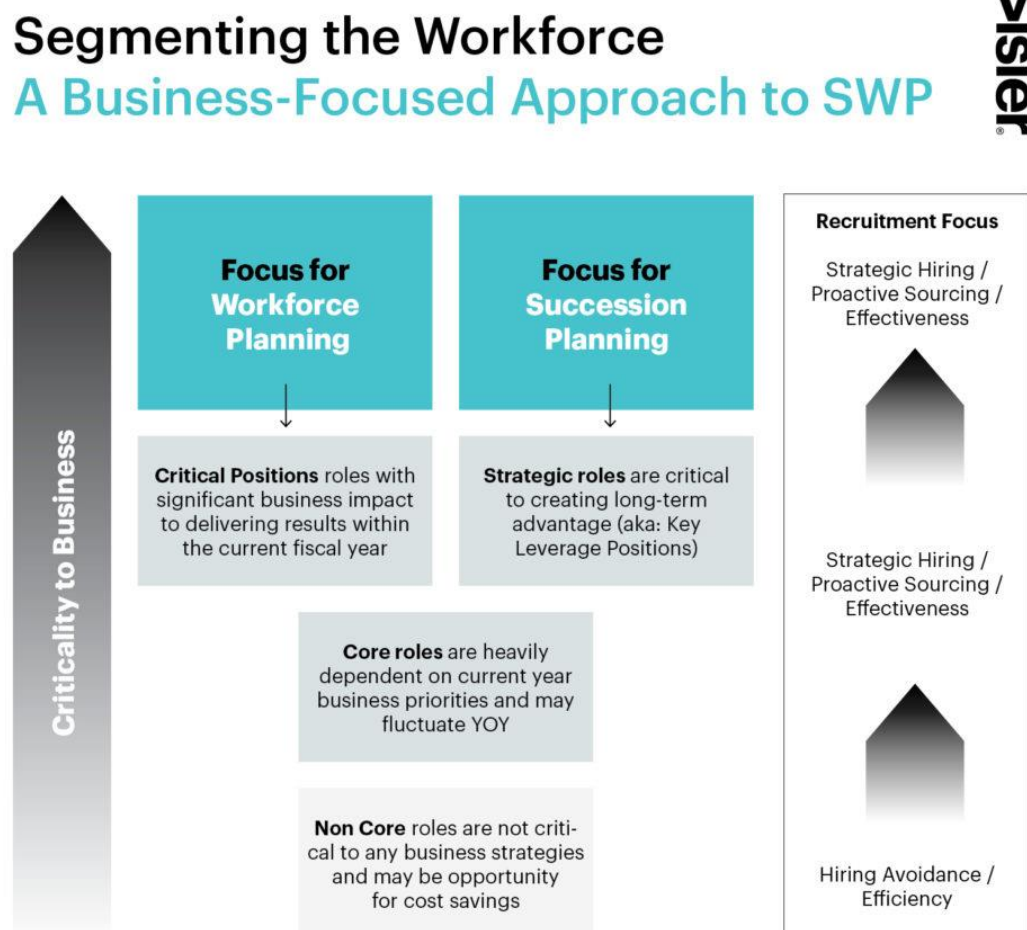 Segmenting the Workforce
A Business-Focused Approach to SWP
visier®
Criticality to Business
Focus for
Workforce
Planning
Focus for
Succession
Planning
Critical Positions roles with
significant business impact
to delivering results within
the current fiscal year
Strategic roles are critical
to creating long-term
advantage (aka: Key
Leverage Positions)
Core roles are heavily
dependent on current year
business priorities and may
fluctuate YOY
Non Core roles are not criti-
cal to any business strategies
and may be opportunity
for cost savings
Recruitment Focus
Strategic Hiring /
Proactive Sourcing /
Effectiveness
Strategic Hiring /
Proactive Sourcing /
Effectiveness
Hiring Avoidance /
Efficiency